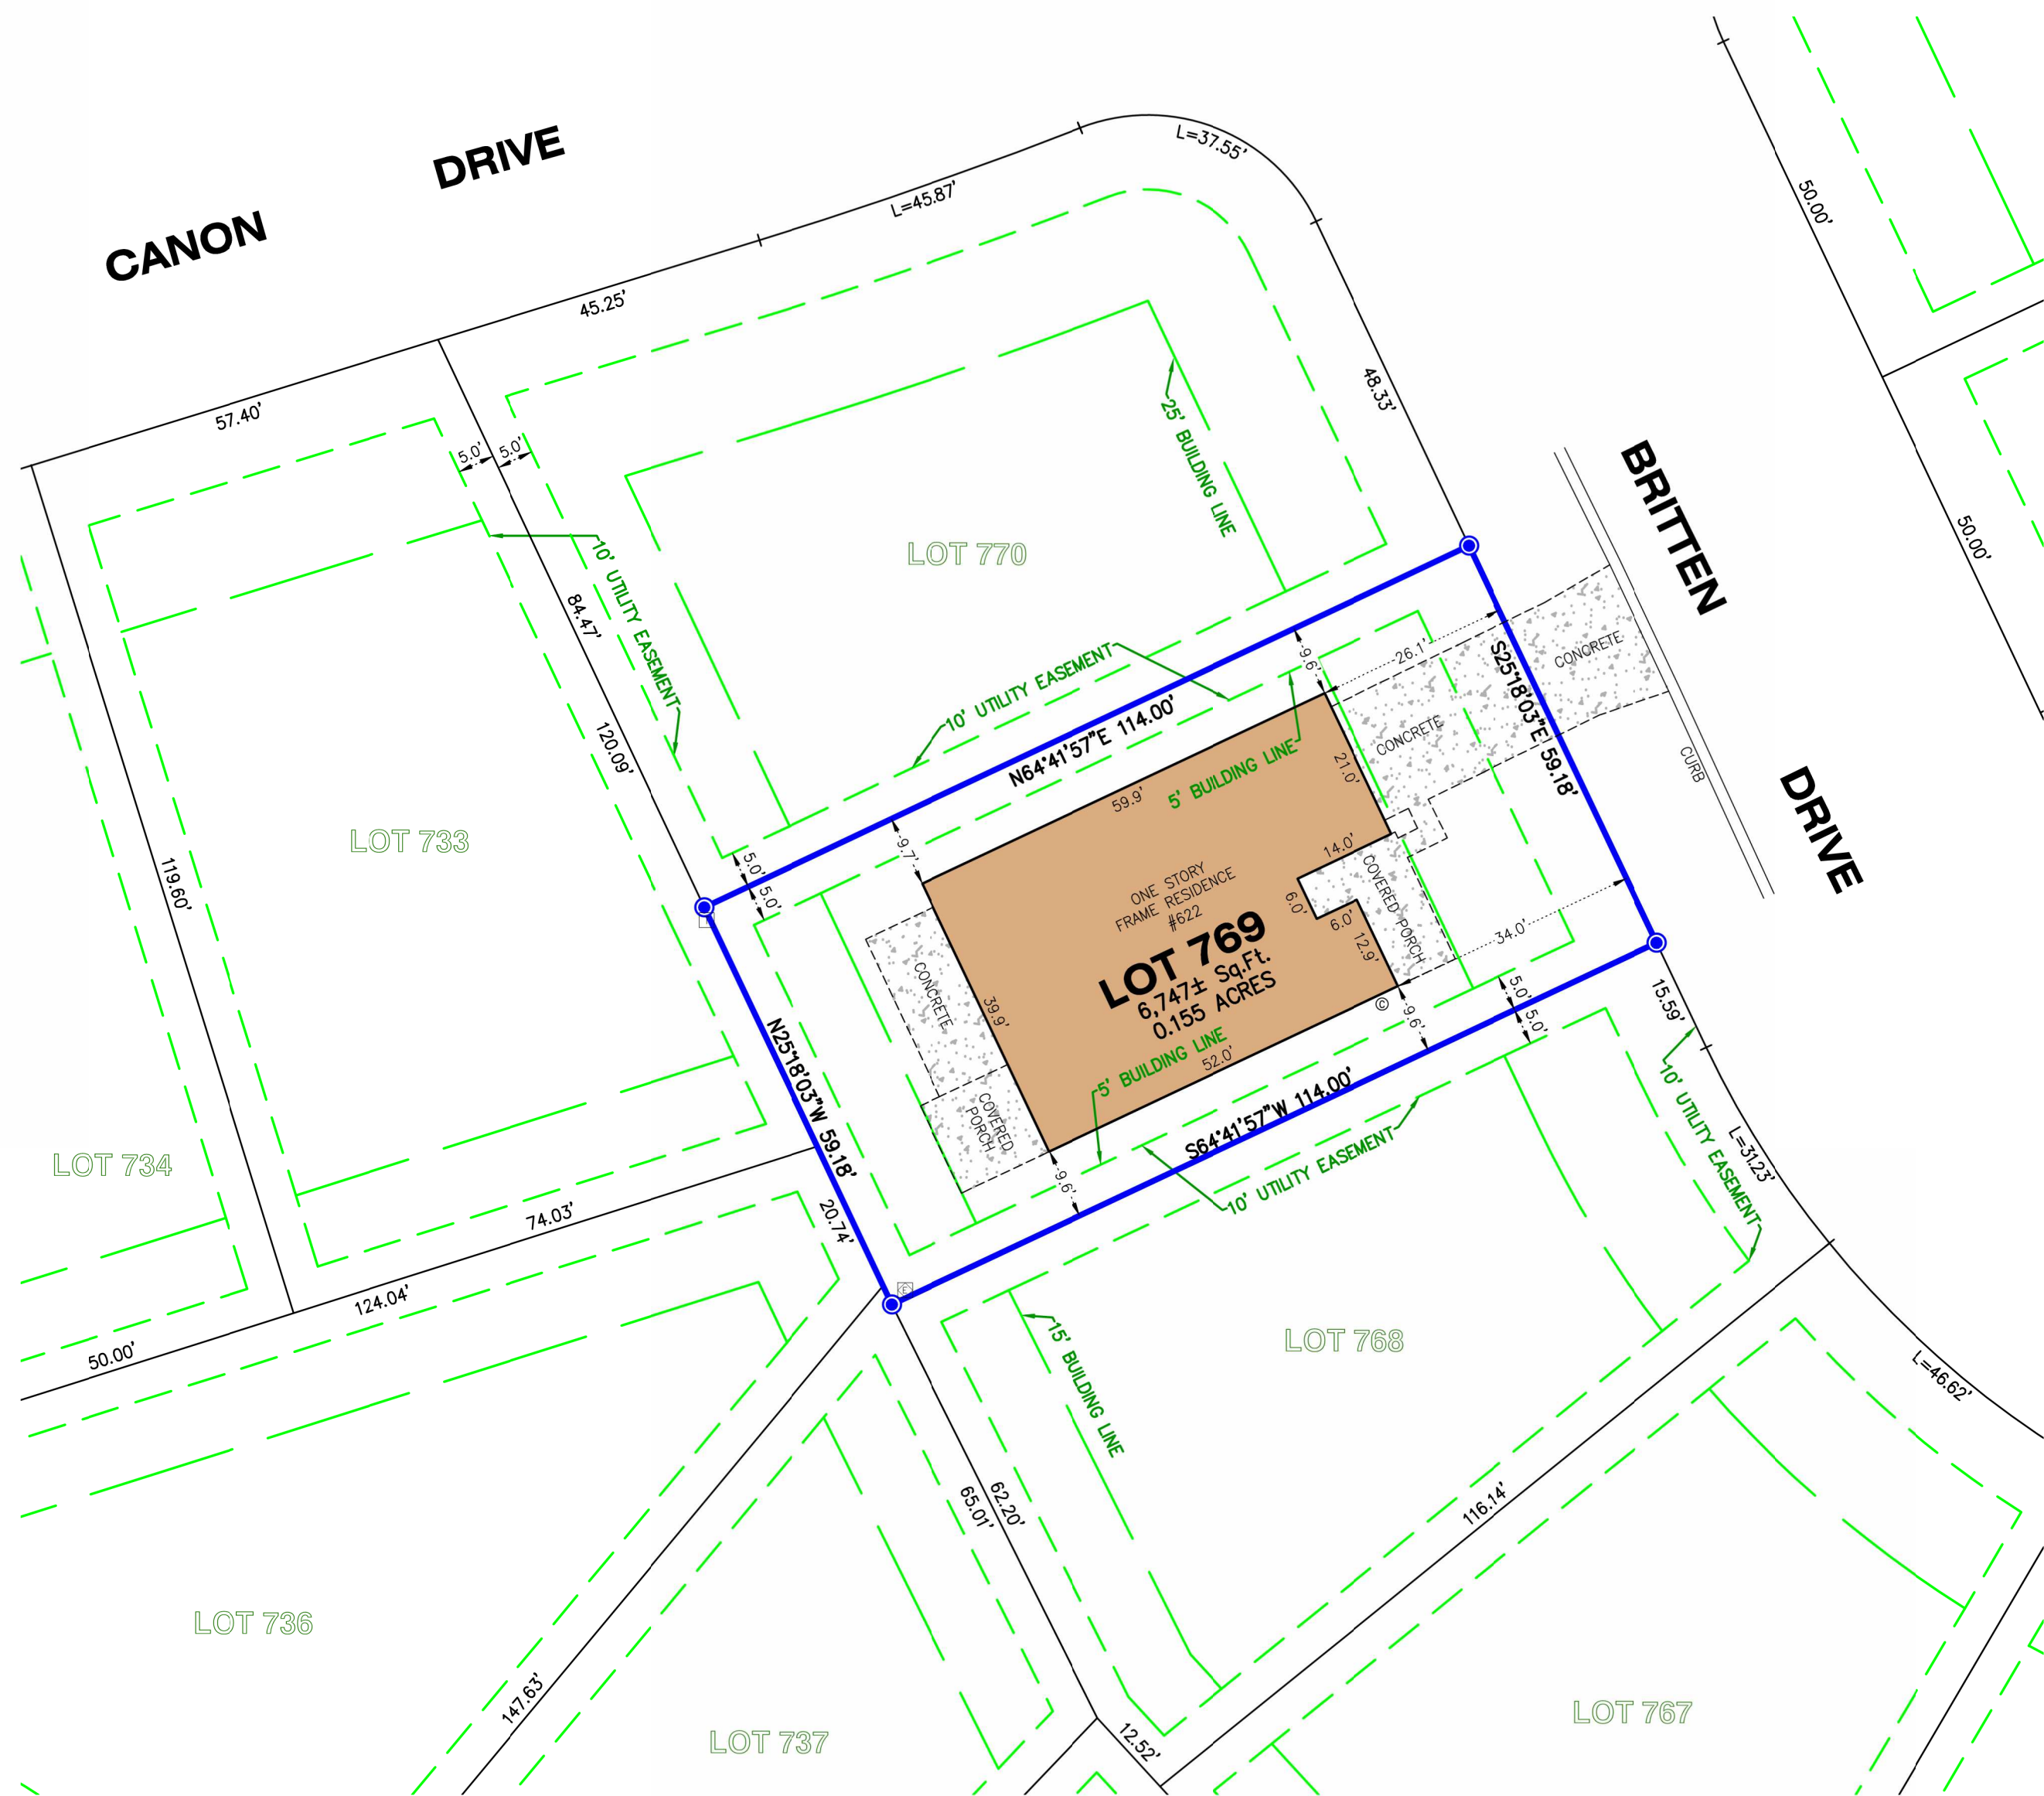 CANON DRIVE
L=37.55'
L=45.87'
45.25'
57.40'
50.00'
48.33'
25' BUILDING LINE
BRITTEN DRIVE
5.0' 5.0'
10' UTILITY EASEMENT
LOT 770
50.00'
84.47'
120.09'
CONCRETE
26.1'
9.6'
S25°18'03"E 59.18'
10' UTILITY EASEMENT
N64°41'57"E 114.00'
CONCRETE
CURB
5' BUILDING LINE
21.0'
59.9'
LOT 733
119.60'
9.7'
5.0'
5.0'
14.0'
COVERED PORCH
6.0'
6.0'
12.9'
34.0'
ONE STORY
FRAME RESIDENCE
#622
LOT 769
6,747± Sq.Ft.
0.155 ACRES
CONCRETE
39.9'
©
5.0'
5.0'
9.6'
15.59'
N25°18'03"W 59.18'
5' BUILDING LINE
52.0'
COVERED
PORCH
S64°41'57"W 114.00'
10' UTILITY EASEMENT
9.6'
10' UTILITY EASEMENT
L=31.23'
LOT 734
74.03'
20.74'
124.04'
50.00'
E
15' BUILDING LINE
LOT 768
L=46.62'
65.01'
62.20'
116.14'
LOT 736
147.63'
LOT 737
12.52'
LOT 767